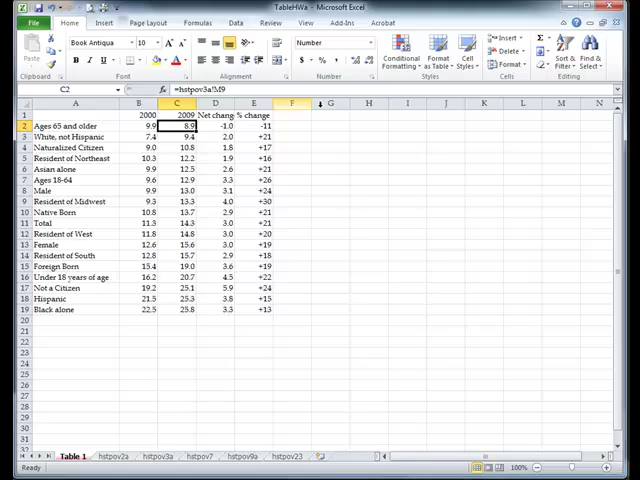 TableHWa - Microsoft Excel
File Home Insert Page Layout Formulas Data Review View Add-Ins Acrobat
Book Antiqua 10 Number Insert
Paste B I U $ % , Conditional Formatting Format as Table Cell Styles Delete Format Sort & Filter Find & Select
Clipboard Font Alignment Number Styles Cells Editing
C2 fx =hstpov3a!M9
A B C D E F G H I J K L M N
1 2000 2009 Net chang % change
2 Ages 65 and older 9.9 8.9 -1.0 -11
3 White, not Hispanic 7.4 9.4 2.0 +21
4 Naturalized Citizen 9.0 10.8 1.9 +17
5 Resident of Northeast 10.3 12.2 1.9 +16
6 Asian alone 9.9 12.5 2.6 +21
7 Ages 18-64 9.6 12.9 3.3 +26
8 Male 9.9 13.0 3.1 +24
9 Resident of Midwest 9.3 13.3 4.0 +30
10 Native Born 10.8 13.7 2.9 +21
11 Total 11.3 14.3 3.0 +21
12 Resident of West 11.8 14.8 3.0 +20
13 Female 12.6 15.6 3.0 +19
14 Resident of South 12.8 15.7 2.9 +18
15 Foreign Born 15.4 19.0 3.6 +19
16 Under 18 years of age 16.2 20.7 4.5 +22
17 Not a Citizen 19.2 25.1 5.9 +24
18 Hispanic 21.5 25.3 3.8 +15
19 Black alone 22.5 25.8 3.3 +13
20
21
22
23
24
25
26
27
28
29
30
31
32
Table 1 hstpov2a hstpov3a hstpov7 hstpov9a hstpov23
Ready 100%